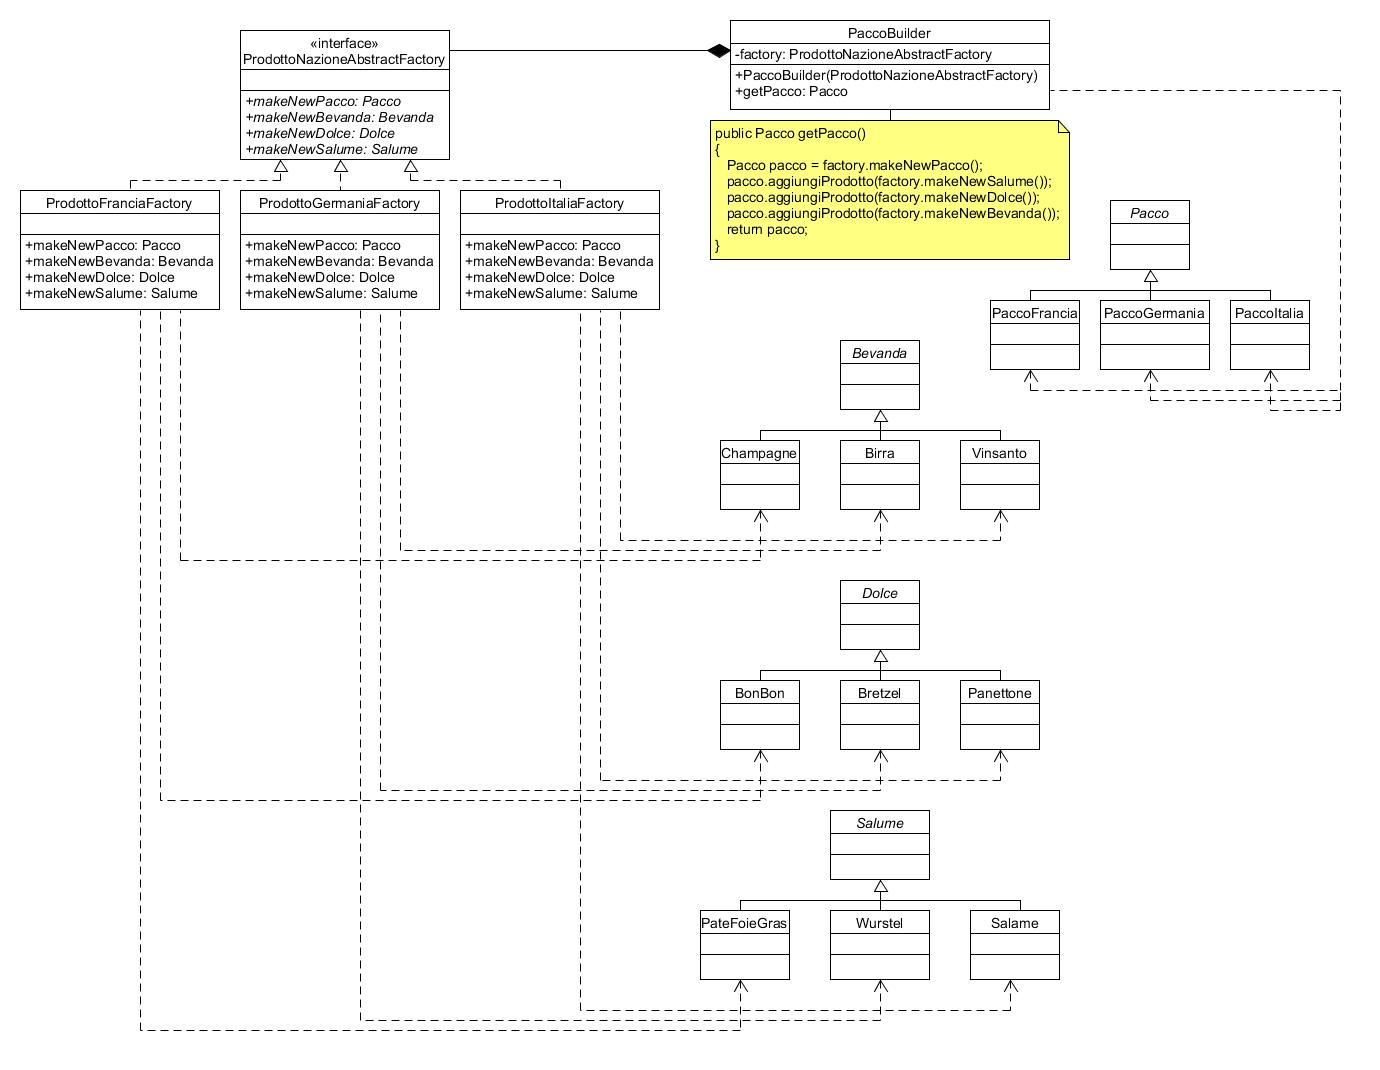 «interface»
ProdottoNazioneAbstractFactory
+makeNewPacco: Pacco
+makeNewBevanda: Bevanda
+makeNewDolce: Dolce
+makeNewSalume: Salume
PaccoBuilder
-factory: ProdottoNazioneAbstractFactory
+PaccoBuilder(ProdottoNazioneAbstractFactory)
+getPacco: Pacco
public Pacco getPacco()
{
Pacco pacco = factory.makeNewPacco();
pacco.aggiungiProdotto(factory.makeNewSalume());
pacco.aggiungiProdotto(factory.makeNewDolce());
pacco.aggiungiProdotto(factory.makeNewBevanda());
return pacco;
}
ProdottoFranciaFactory
+makeNewPacco: Pacco
+makeNewBevanda: Bevanda
+makeNewDolce: Dolce
+makeNewSalume: Salume
ProdottoGermaniaFactory
+makeNewPacco: Pacco
+makeNewBevanda: Bevanda
+makeNewDolce: Dolce
+makeNewSalume: Salume
ProdottoItaliaFactory
+makeNewPacco: Pacco
+makeNewBevanda: Bevanda
+makeNewDolce: Dolce
+makeNewSalume: Salume
Pacco
PaccoFrancia
PaccoGermania
PaccoItalia
Bevanda
Champagne
Birra
Vinsanto
Dolce
BonBon
Bretzel
Panettone
Salume
PateFoieGras
Wurstel
Salame